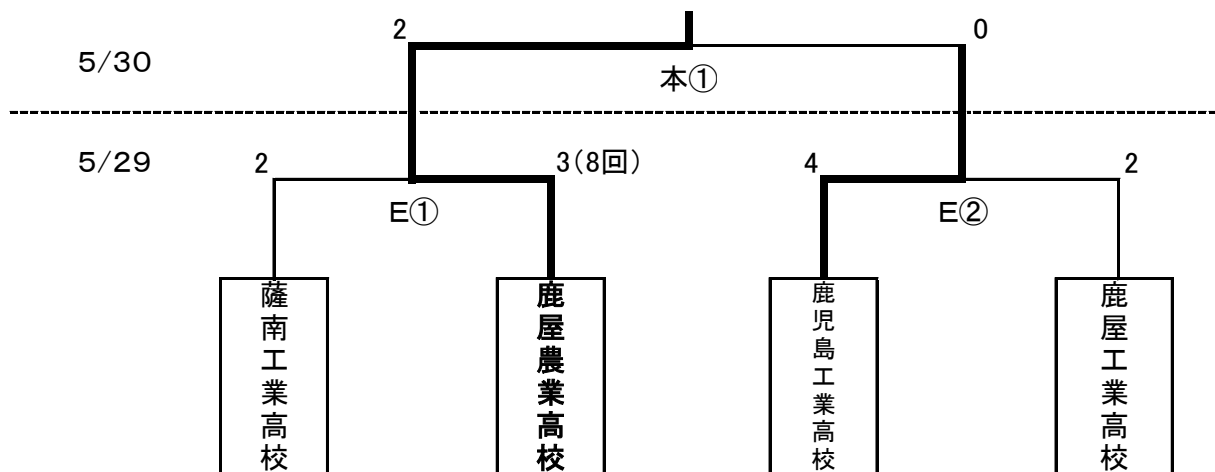 2
0
5/30
本①
5/29
2
3(8回)
4
2
E①
E②
薩南工業高校
鹿屋農業高校
鹿児島工業高校
鹿屋工業高校